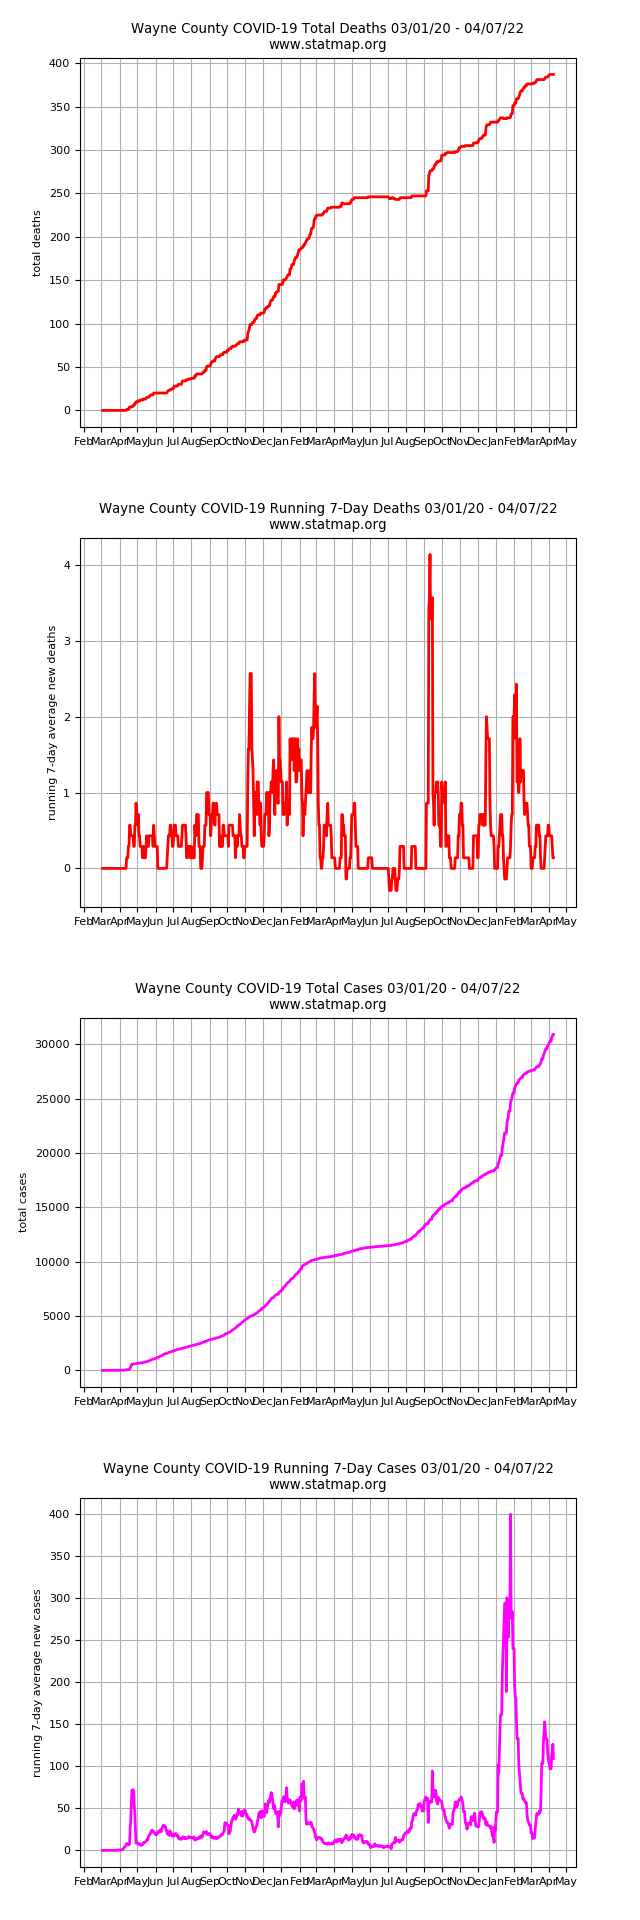 Wayne County COVID-19 Total Deaths 03/01/20 - 04/07/22
www.statmap.org
400
350
300
250
200
150
100
50
0
total deaths
Feb Mar Apr May Jun Jul Aug Sep Oct Nov Dec Jan Feb Mar Apr May Jun Jul Aug Sep Oct Nov Dec Jan Feb Mar Apr May
Wayne County COVID-19 Running 7-Day Deaths 03/01/20 - 04/07/22
www.statmap.org
4
3
2
1
0
running 7-day average new deaths
Feb Mar Apr May Jun Jul Aug Sep Oct Nov Dec Jan Feb Mar Apr May Jun Jul Aug Sep Oct Nov Dec Jan Feb Mar Apr May
Wayne County COVID-19 Total Cases 03/01/20 - 04/07/22
www.statmap.org
30000
25000
20000
15000
10000
5000
0
total cases
Feb Mar Apr May Jun Jul Aug Sep Oct Nov Dec Jan Feb Mar Apr May Jun Jul Aug Sep Oct Nov Dec Jan Feb Mar Apr May
Wayne County COVID-19 Running 7-Day Cases 03/01/20 - 04/07/22
www.statmap.org
400
350
300
250
200
150
100
50
0
running 7-day average new cases
Feb Mar Apr May Jun Jul Aug Sep Oct Nov Dec Jan Feb Mar Apr May Jun Jul Aug Sep Oct Nov Dec Jan Feb Mar Apr May